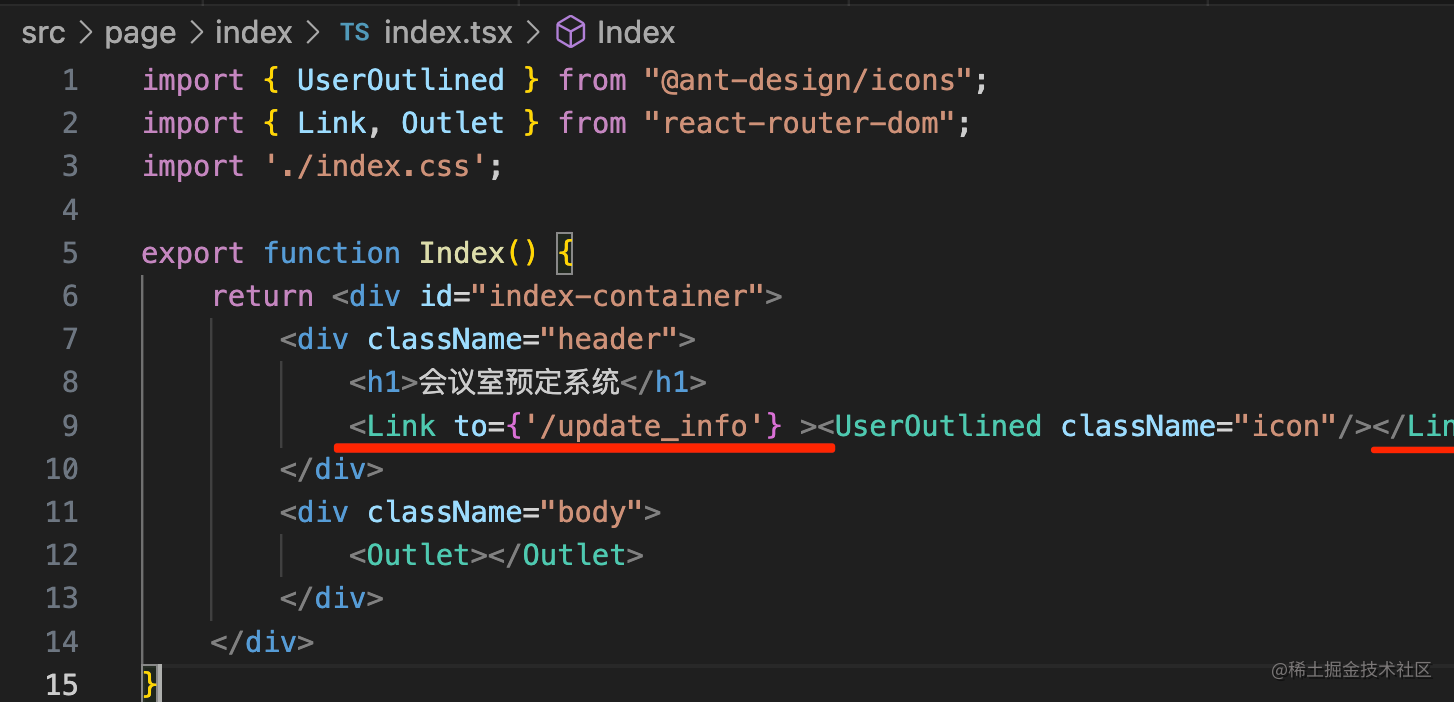 src > page > index > TS index.tsx > Index
1 import { UserOutlined } from "@ant-design/icons";
2 import { Link, Outlet } from "react-router-dom";
3 import './index.css';
4
5 export function Index() {
6     return <div id="index-container">
7         <div className="header">
8             <h1>会议室预定系统</h1>
9             <Link to={'/update_info'} ><UserOutlined className="icon"/></Lin
10         </div>
11         <div className="body">
12             <Outlet></Outlet>
13         </div>
14     </div>
15 }
@稀土掘金技术社区